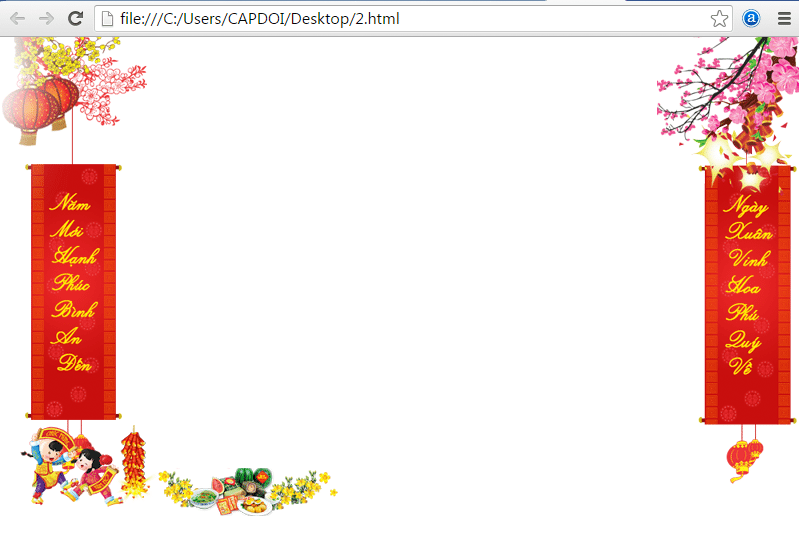 file:///C:/Users/CAPDOI/Desktop/2.html
Năm
Mới
Hạnh
Phúc
Bình
An
Đến
Ngày
Xuân
Vinh
Hoa
Phú
Quý
Về